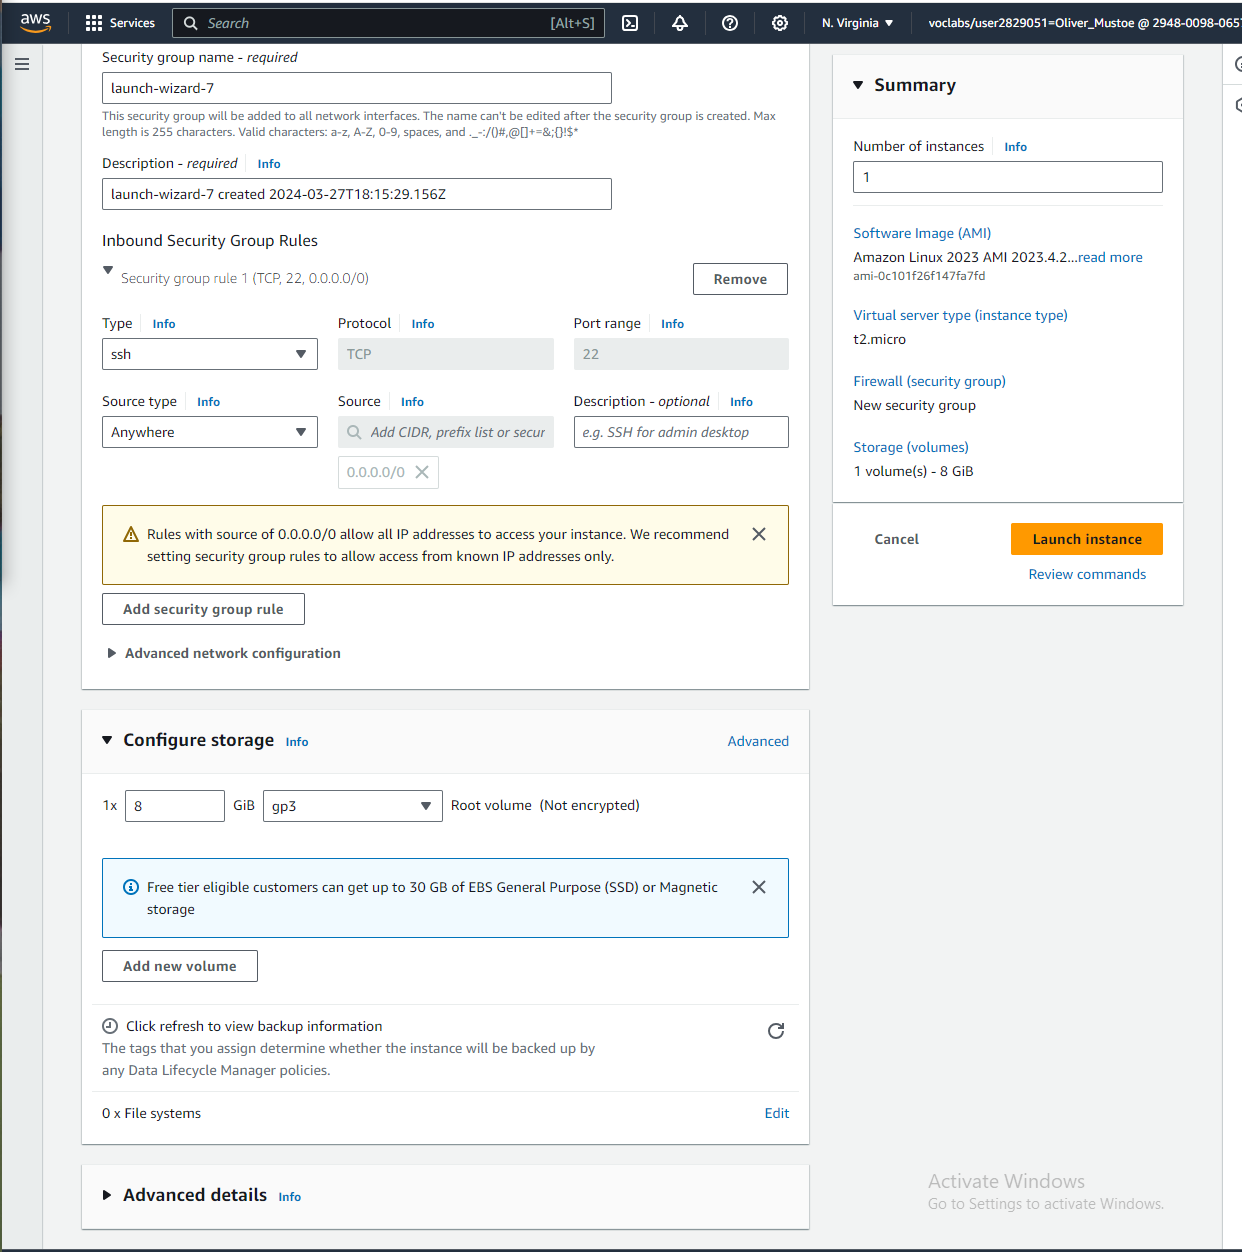 aws
Services
Search
[Alt+S]
N. Virginia
voclabs/user2829051=Oliver_Mustoe @ 2948-0098-065
Security group name - required
launch-wizard-7
This security group will be added to all network interfaces. The name can't be edited after the security group is created. Max
length is 255 characters. Valid characters: a-z, A-Z, 0-9, spaces, and ._-:/()#,@[]+=&;{}!$*
Description - required
Info
launch-wizard-7 created 2024-03-27T18:15:29.156Z
Inbound Security Group Rules
Security group rule 1 (TCP, 22, 0.0.0.0/0)
Remove
Type
Info
Protocol
Info
Port range
Info
ssh
TCP
22
Source type
Info
Source
Info
Description - optional
Info
Anywhere
Add CIDR, prefix list or secur
e.g. SSH for admin desktop
0.0.0.0/0
Rules with source of 0.0.0.0/0 allow all IP addresses to access your instance. We recommend
setting security group rules to allow access from known IP addresses only.
Add security group rule
Advanced network configuration
Configure storage
Info
Advanced
1x
8
GiB
gp3
Root volume (Not encrypted)
Free tier eligible customers can get up to 30 GB of EBS General Purpose (SSD) or Magnetic
storage
Add new volume
Click refresh to view backup information
The tags that you assign determine whether the instance will be backed up by
any Data Lifecycle Manager policies.
0 x File systems
Edit
Advanced details
Info
Summary
Number of instances
Info
1
Software Image (AMI)
Amazon Linux 2023 AMI 2023.4.2...read more
ami-0c101f26f147fa7fd
Virtual server type (instance type)
t2.micro
Firewall (security group)
New security group
Storage (volumes)
1 volume(s) - 8 GiB
Cancel
Launch instance
Review commands
Activate Windows
Go to Settings to activate Windows.